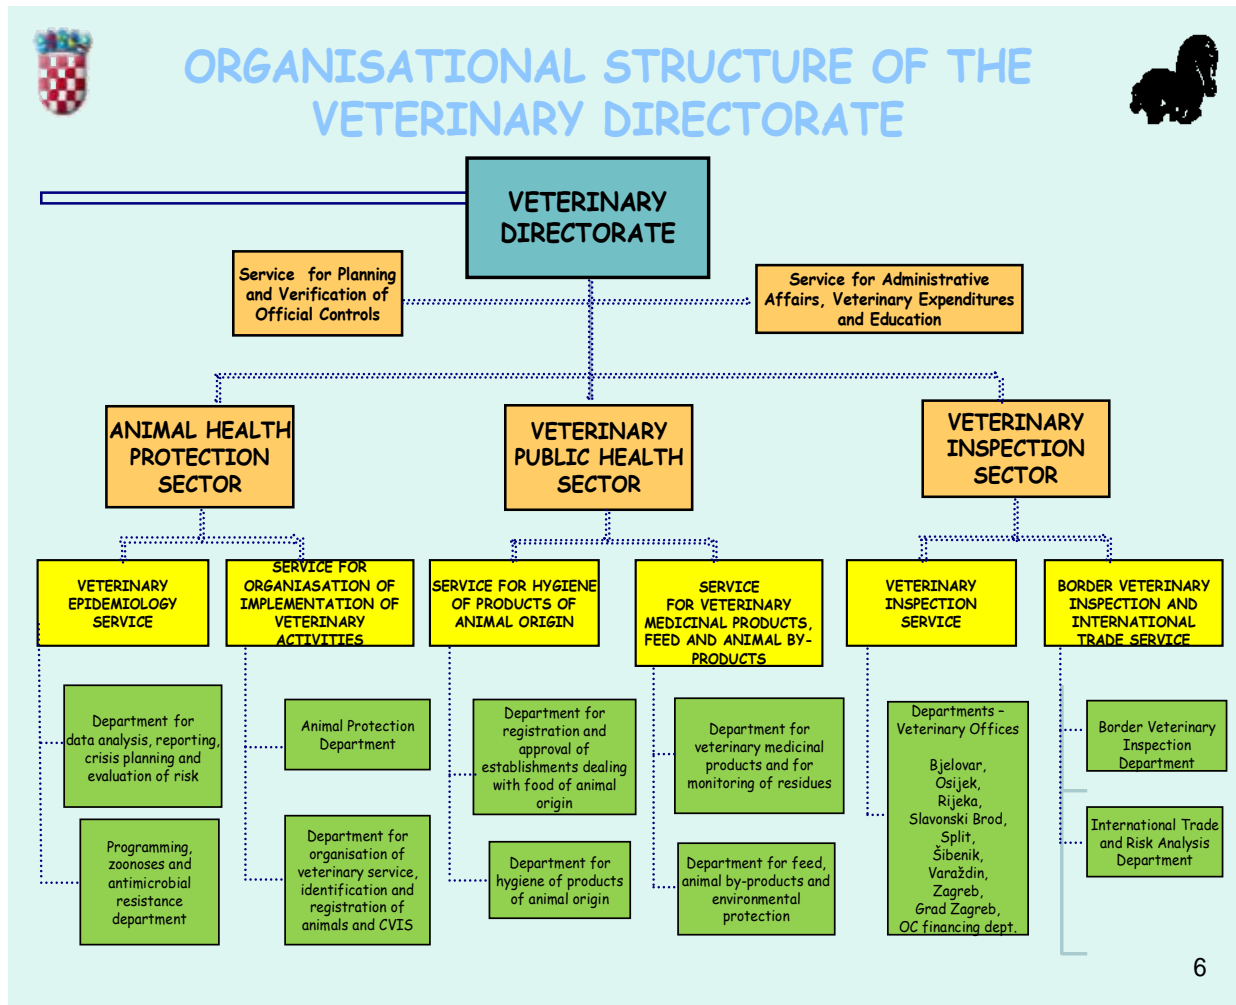 ORGANISATIONAL STRUCTURE OF THE
VETERINARY DIRECTORATE
VETERINARY
DIRECTORATE
Service for Planning
and Verification of
Official Controls
Service for Administrative
Affairs, Veterinary Expenditures
and Education
ANIMAL HEALTH
PROTECTION
SECTOR
VETERINARY
PUBLIC HEALTH
SECTOR
VETERINARY
INSPECTION
SECTOR
VETERINARY
EPIDEMIOLOGY
SERVICE
SERVICE FOR
ORGANIASATION OF
IMPLEMENTATION OF
VETERINARY
ACTIVITIES
SERVICE FOR HYGIENE
OF PRODUCTS OF
ANIMAL ORIGIN
SERVICE
FOR VETERINARY
MEDICINAL PRODUCTS,
FEED AND ANIMAL BY-
PRODUCTS
VETERINARY
INSPECTION
SERVICE
BORDER VETERINARY
INSPECTION AND
INTERNATIONAL
TRADE SERVICE
Department for
data analysis, reporting,
crisis planning and
evaluation of risk
Programming,
zoonoses and
antimicrobial
resistance
department
Animal Protection
Department
Department for
organisation of
veterinary service,
identification and
registration of
animals and CVIS
Department for
registration and
approval of
establishments dealing
with food of animal
origin
Department for
hygiene of products
of animal origin
Department for
veterinary medicinal
products and for
monitoring of residues
Department for feed,
animal by-products and
environmental
protection
Departments –
Veterinary Offices
Bjelovar,
Osijek,
Rijeka,
Slavonski Brod,
Split,
Šibenik,
Varaždin,
Zagreb,
Grad Zagreb,
OC financing dept.
Border Veterinary
Inspection
Department
International Trade
and Risk Analysis
Department
6